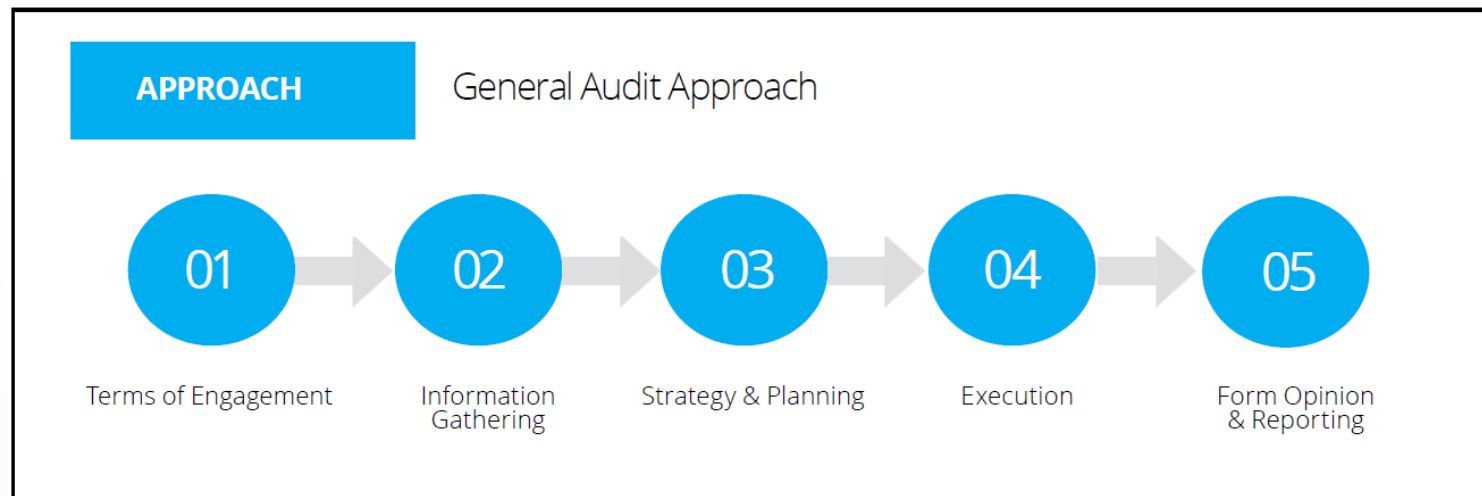 APPROACH
General Audit Approach
01
02
03
04
05
Terms of Engagement
Information
Gathering
Strategy & Planning
Execution
Form Opinion
& Reporting